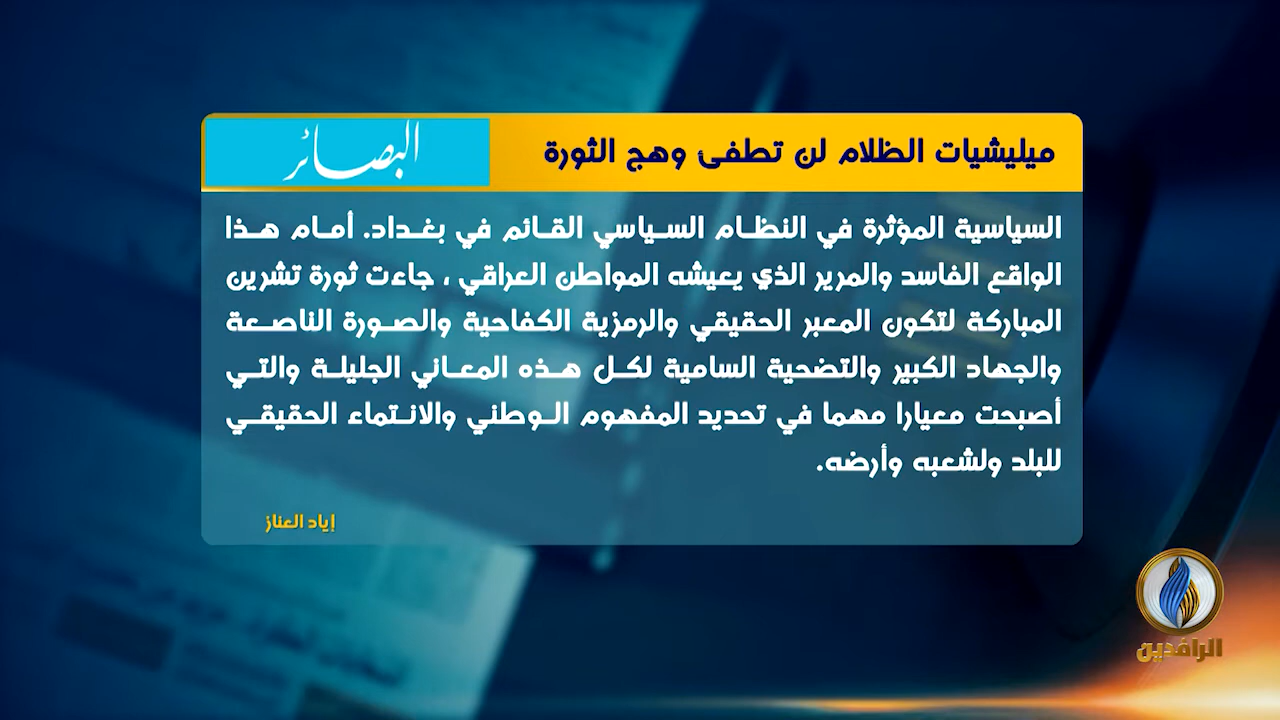 ميليشيات الظلام لن تطفئ وهج الثورة
البصائر
السياسية المؤثرة في النظام السياسي القائم في بغداد. أمام هذا
الواقع الفاسد والمرير الذي يعيشه المواطن العراقي ، جاءت ثورة تشرين
المباركة لتكون المعبر الحقيقي والرمزية الكفاحية والصورة الناصعة
والجهاد الكبير والتضحية السامية لكل هذه المعاني الجليلة والتي
أصبحت معيارا مهما في تحديد المفهوم الوطني والانتماء الحقيقي
للبلد ولشعبه وأرضه.
إياد العناز
الرافدين